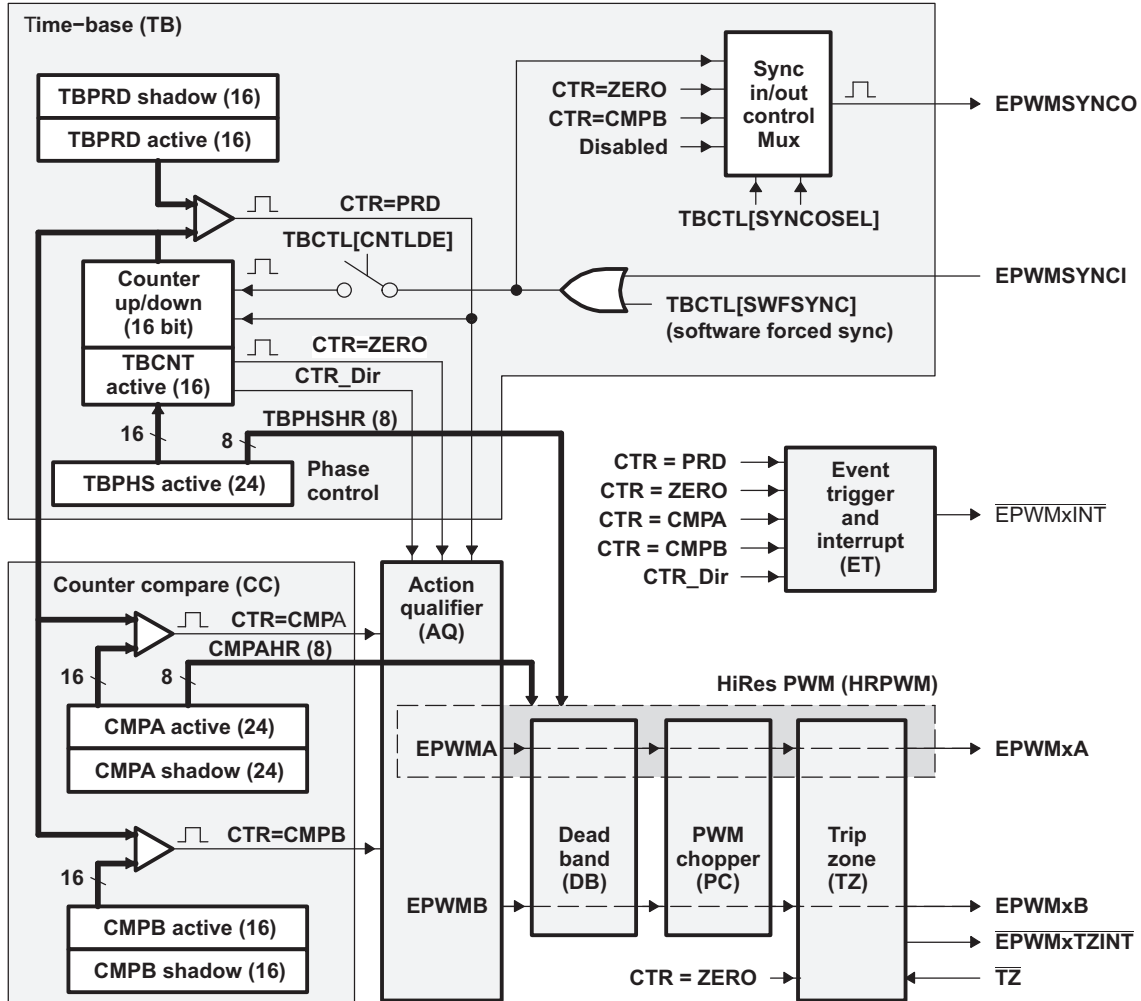 Time−base (TB)
TBPRD shadow (16)
TBPRD active (16)
CTR=ZERO
CTR=CMPB
Disabled
Sync
in/out
control
Mux
EPWMSYNCO
TBCTL[SYNCOSEL]
CTR=PRD
TBCTL[CNTLDE]
EPWMSYNCI
TBCTL[SWFSYNC]
(software forced sync)
Counter
up/down
(16 bit)
TBCNT
active (16)
CTR=ZERO
CTR_Dir
TBPHSHR (8)
16
8
TBPHS active (24)
Phase
control
CTR = PRD
CTR = ZERO
CTR = CMPA
CTR = CMPB
CTR_Dir
Event
trigger
and
interrupt
(ET)
EPWMxINT
Counter compare (CC)
CTR=CMPA
CMPAHR (8)
16
8
CMPA active (24)
CMPA shadow (24)
CTR=CMPB
16
CMPB active (16)
CMPB shadow (16)
Action
qualifier
(AQ)
HiRes PWM (HRPWM)
EPWMA
EPWMxA
Dead
band
(DB)
PWM
chopper
(PC)
Trip
zone
(TZ)
EPWMB
EPWMxB
EPWMxTZINT
CTR = ZERO
TZ